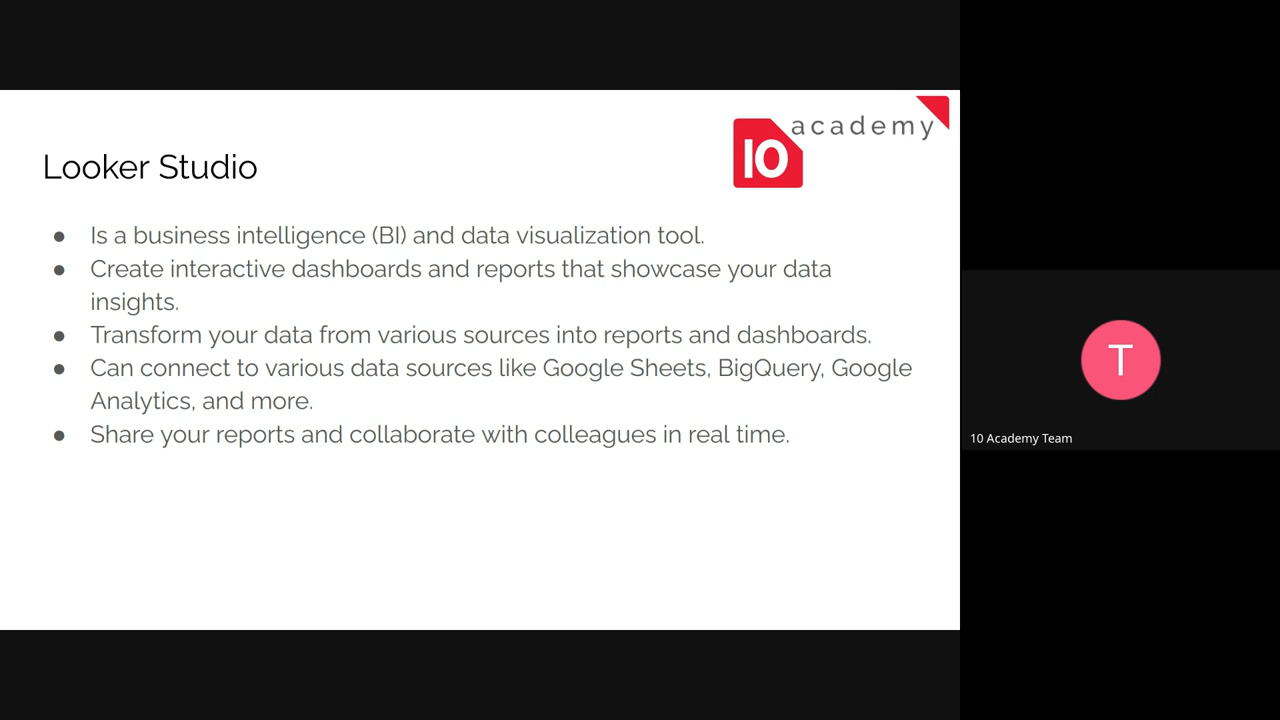 10 academy
Looker Studio
● Is a business intelligence (BI) and data visualization tool.
● Create interactive dashboards and reports that showcase your data
insights.
● Transform your data from various sources into reports and dashboards.
● Can connect to various data sources like Google Sheets, BigQuery, Google
Analytics, and more.
● Share your reports and collaborate with colleagues in real time.
T
10 Academy Team